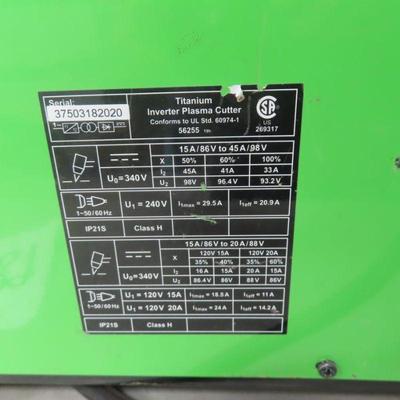 Serial:
37503182020
Titanium
Inverter Plasma Cutter
Conforms to UL Std. 60974-1
56255
SA
US
269317
1~
15A/86V to 45A/98V
X 50% 60% 100%
I2 45A 41A 33A
U0=340V U2 98V 96.4V 93.2V
1~50/60Hz U1 = 240V I1max = 29.5A I1eff = 20.9A
IP21S Class H
15A/86V to 20A/88V
120V 15A 120V 20A
X 35% 40% 35% 60%
I2 16A 15A 20A 15A
U0=340V U2 86.4V 86V 88V 86V
U1 = 120V 15A I1max = 18.5A I1eff = 11A
1~50/60Hz U1 = 120V 20A I1max = 24A I1eff = 14.2A
IP21S Class H